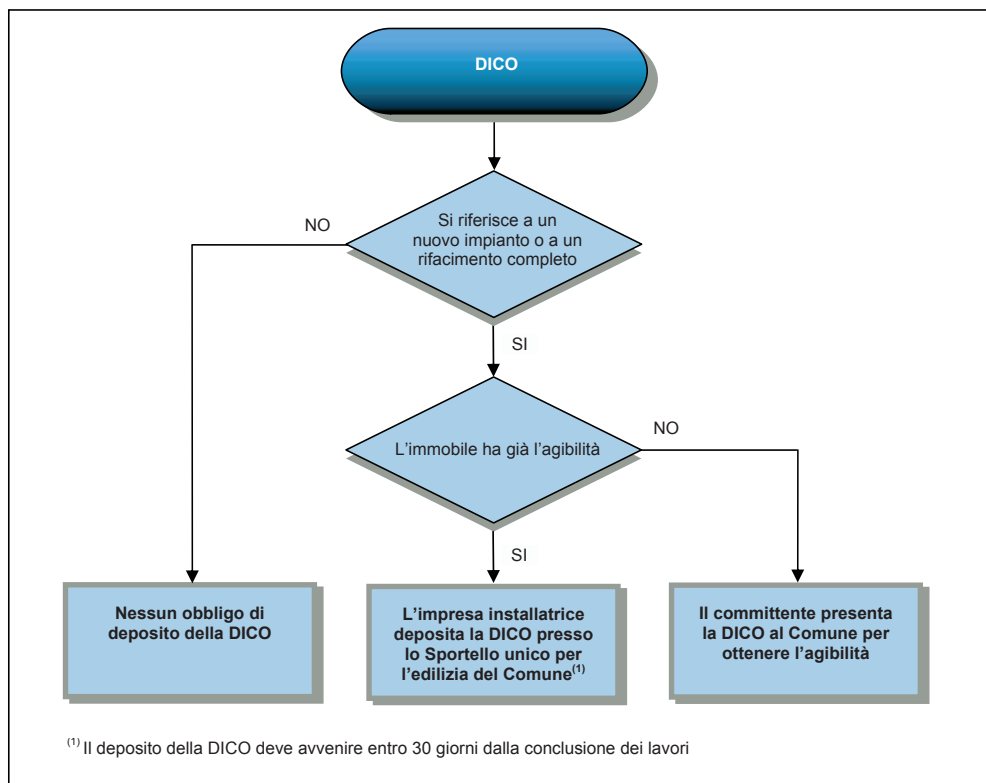 DICO
Si riferisce a un
nuovo impianto o a un
rifacimento completo
NO
SI
L'immobile ha già l'agibilità
NO
SI
Nessun obbligo di
deposito della DICO
L'impresa installatrice
deposita la DICO presso
lo Sportello unico per
l'edilizia del Comune(1)
Il committente presenta
la DICO al Comune per
ottenere l'agibilità
(1) Il deposito della DICO deve avvenire entro 30 giorni dalla conclusione dei lavori